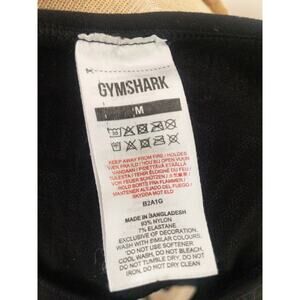 GYMSHARK
M
KEEP AWAY FROM FIRE / HOLDES
VÆK FRA ILD / HOU BIJ OPEN VUUR
VANDAAN / PIDETTÄVÄ ETÄÄLLÄ
TULESTA / TENIR ÉLOIGNÉ DU FEU /
VOR FEUER SCHÜTZEN /
HOLD BORTE FRA FLAMMER /
MANTENER ALEJADO DEL FUEGO /
SKYDDA MOT ELD
B2A1G
MADE IN BANGLADESH
93% NYLON
7% ELASTANE
EXCLUSIVE OF DECORATION.
WASH WITH SIMILAR COLOURS.
DO NOT USE SOFTENER
COOL WASH, DO NOT BLEACH.
DO NOT TUMBLE DRY, DO NOT
IRON, DO NOT DRY CLEAN